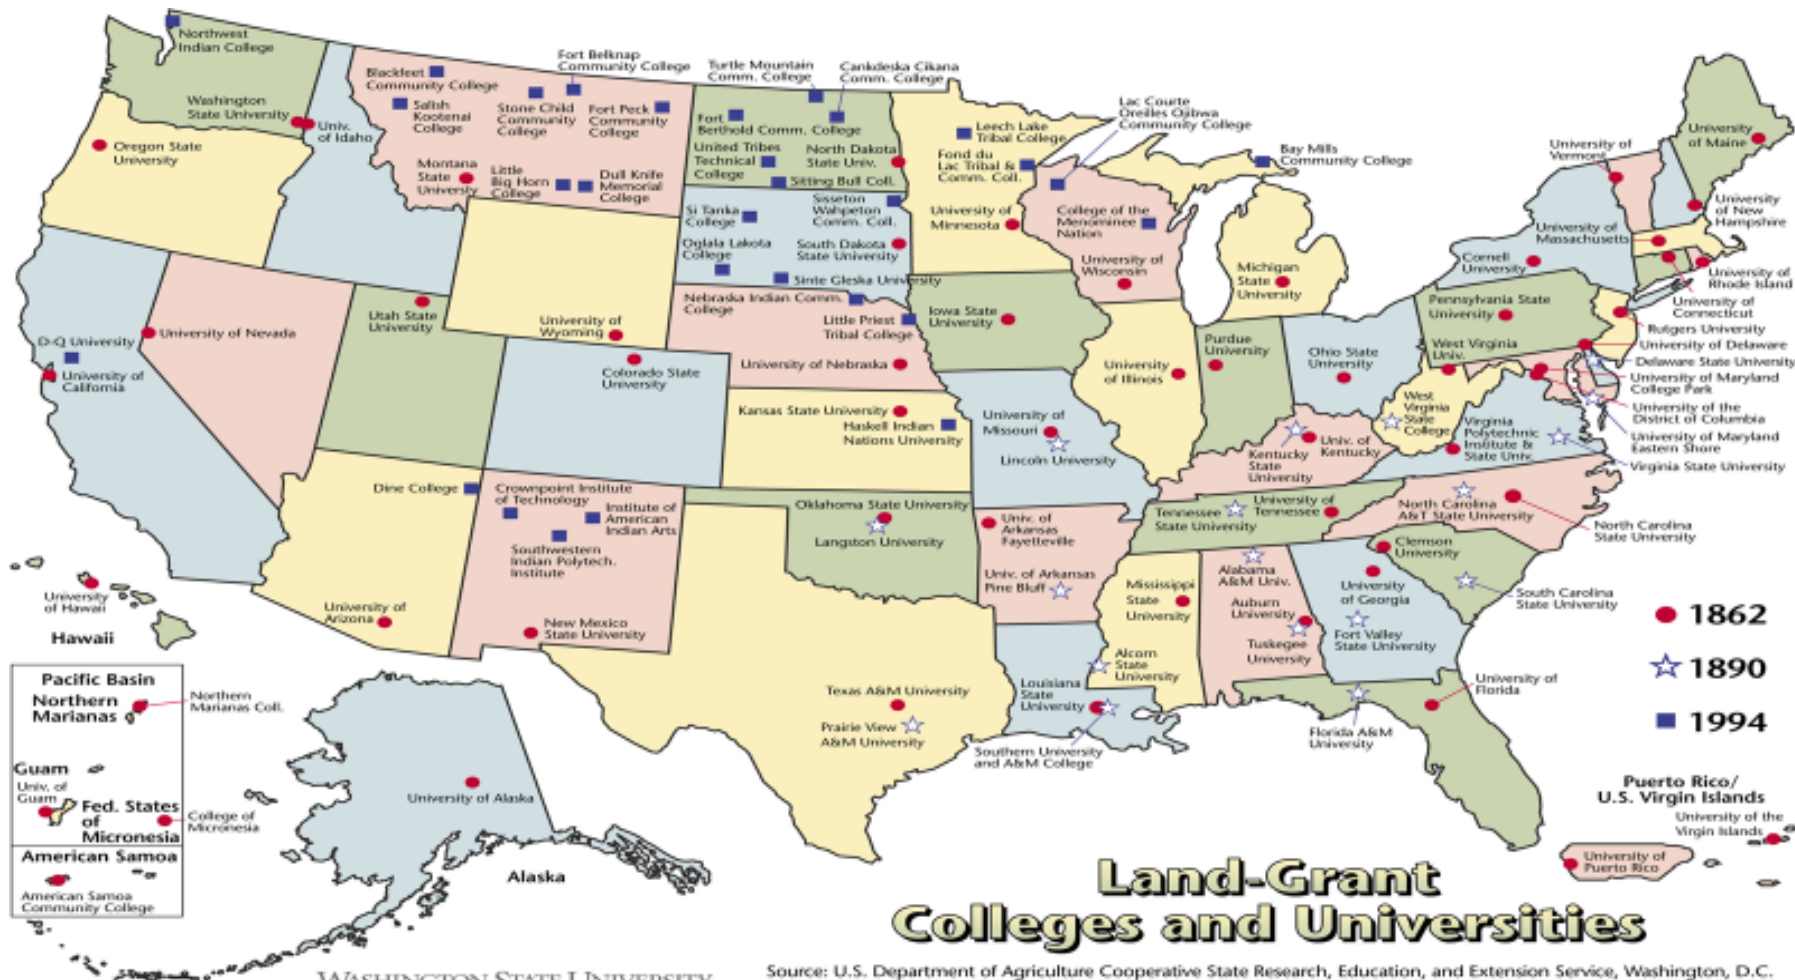 Northwest
Indian College
Washington
State University
Univ.
of Idaho
Oregon State
University
Blackfeet
Community College
Salish
Kootenai
College
Fort Belknap
Community College
Stone Child
Community
College
Fort Peck
Community
College
Montana
State
University
Little
Big Horn
College
Dull Knife
Memorial
College
Turtle Mountain
Comm. College
Cankdeska Cikana
Comm. College
Fort
Berthold Comm. College
United Tribes
Technical
College
North Dakota
State Univ.
Sitting Bull Coll.
Si Tanka
College
Sisseton
Wahpeton
Comm. Coll.
Oglala Lakota
College
South Dakota
State University
Sinte Gleska University
Leech Lake
Tribal College
Fond du
Lac Tribal &
Comm. Coll.
University of
Minnesota
Lac Courte
Oreilles Ojibwa
Community College
College of the
Menominee
Nation
University of
Wisconsin
Bay Mills
Community College
Michigan
State
University
University of
Vermont
University
of Maine
University
of New
Hampshire
University of
Massachusetts
Cornell
University
University of
Rhode Island
University of
Connecticut
Pennsylvania State
University
Rutgers University
University of Delaware
Delaware State University
University of Maryland
College Park
University of the
District of Columbia
University of Maryland
Eastern Shore
Virginia State University
West Virginia
Univ.
West
Virginia
State
College
Virginia
Polytechnic
Institute &
State Univ.
D-Q University
University of
California
University of Nevada
Utah State
University
University of
Wyoming
Colorado State
University
Nebraska Indian Comm.
College
Little Priest
Tribal College
University of Nebraska
Iowa State
University
University
of Illinois
Purdue
University
Ohio State
University
Kansas State University
Haskell Indian
Nations University
University of
Missouri
Lincoln University
Kentucky
State
University
Univ. of
Kentucky
Dine College
Crownpoint Institute
of Technology
Institute of
American
Indian Arts
Southwestern
Indian Polytech.
Institute
University of
Arizona
New Mexico
State University
Oklahoma State University
Langston University
Univ. of
Arkansas
Fayetteville
Univ. of Arkansas
Pine Bluff
Tennessee
State University
University of
Tennessee
North Carolina
A&T State University
North Carolina
State University
Clemson
University
South Carolina
State University
Mississippi
State
University
Alabama
A&M Univ.
Auburn
University
Tuskegee
University
University
of Georgia
Fort Valley
State University
Alcorn
State
University
Louisiana
State
University
Southern University
and A&M College
Texas A&M University
Prairie View
A&M University
University of
Florida
Florida A&M
University
1862
1890
1994
University
of Hawaii
Hawaii
Pacific Basin
Northern
Marianas
Northern
Marianas Coll.
Guam
Univ. of
Guam
Fed. States
of
Micronesia
College of
Micronesia
American Samoa
American Samoa
Community College
University of Alaska
Alaska
Puerto Rico/
U.S. Virgin Islands
University of the
Virgin Islands
University of
Puerto Rico
Land-Grant
Colleges and Universities
WASHINGTON STATE UNIVERSITY
Source: U.S. Department of Agriculture Cooperative State Research, Education, and Extension Service, Washington, D.C.